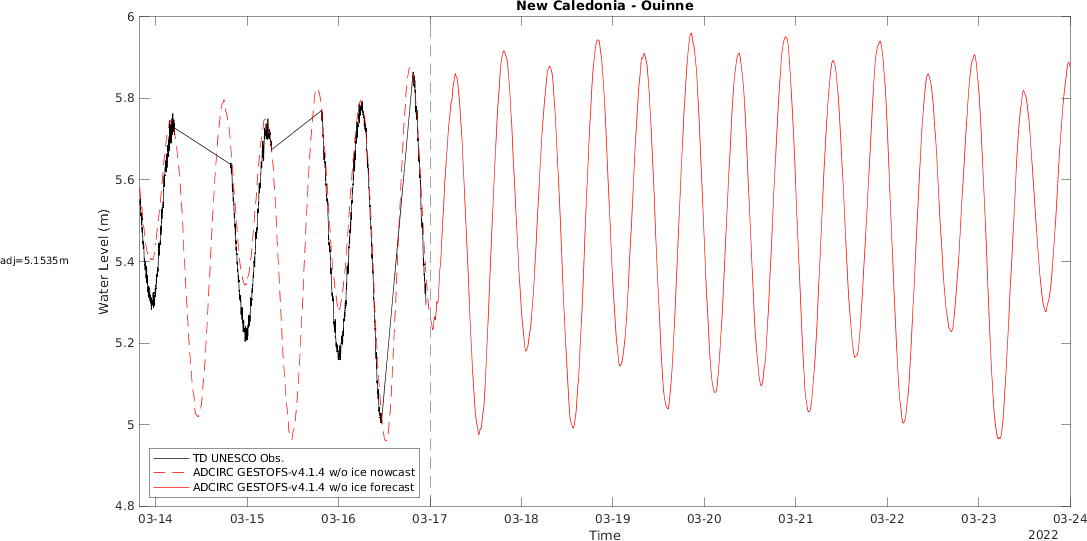 New Caledonia - Ouinne
6
5.8
5.6
5.4
5.2
5
4.8
Water Level (m)
adj=5.1535m
TD UNESCO Obs.
ADCIRC GESTOFS-v4.1.4 w/o ice nowcast
ADCIRC GESTOFS-v4.1.4 w/o ice forecast
03-14 03-15 03-16 03-17 03-18 03-19 03-20 03-21 03-22 03-23 03-24
Time
2022